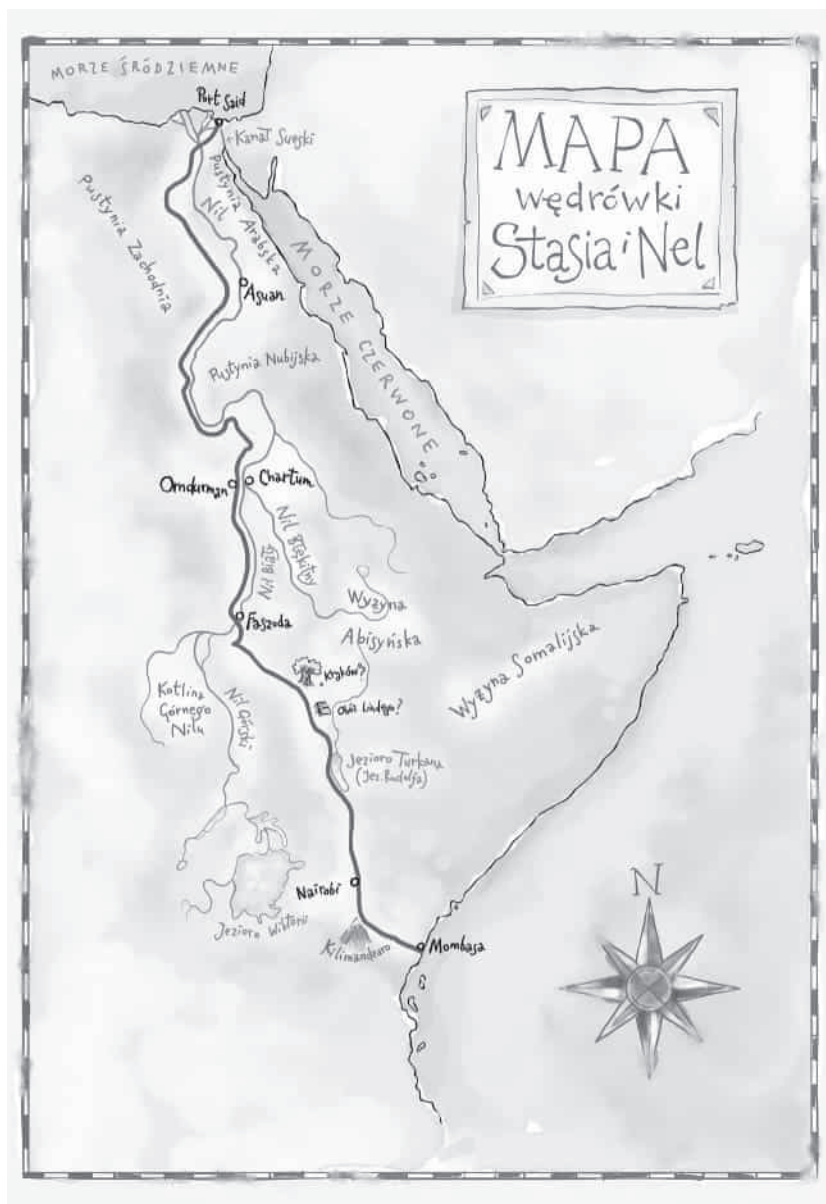 MORZE ŚRÓDZIEMNE
Port Said
Kanał Sueski
MAPA
wędrówki
Stasia i Nel
Pustynia Zachodnia
Nil
Pustynia Arabska
MORZE CZERWONE
Asuan
Pustynia Nubijska
Omdurman
Chartum
Nil Biały
Nil Błękitny
Wyżyna
Abisyńska
Faszoda
Wyżyna Somalijska
Kraków?
Kotlina
Górnego
Nilu
Nil Górski
Obóz Lindego?
Jezioro Turkana
(Jez. Rudolfa)
Nairobi
Jezioro Wiktorii
Kilimandżaro
Mombasa
N